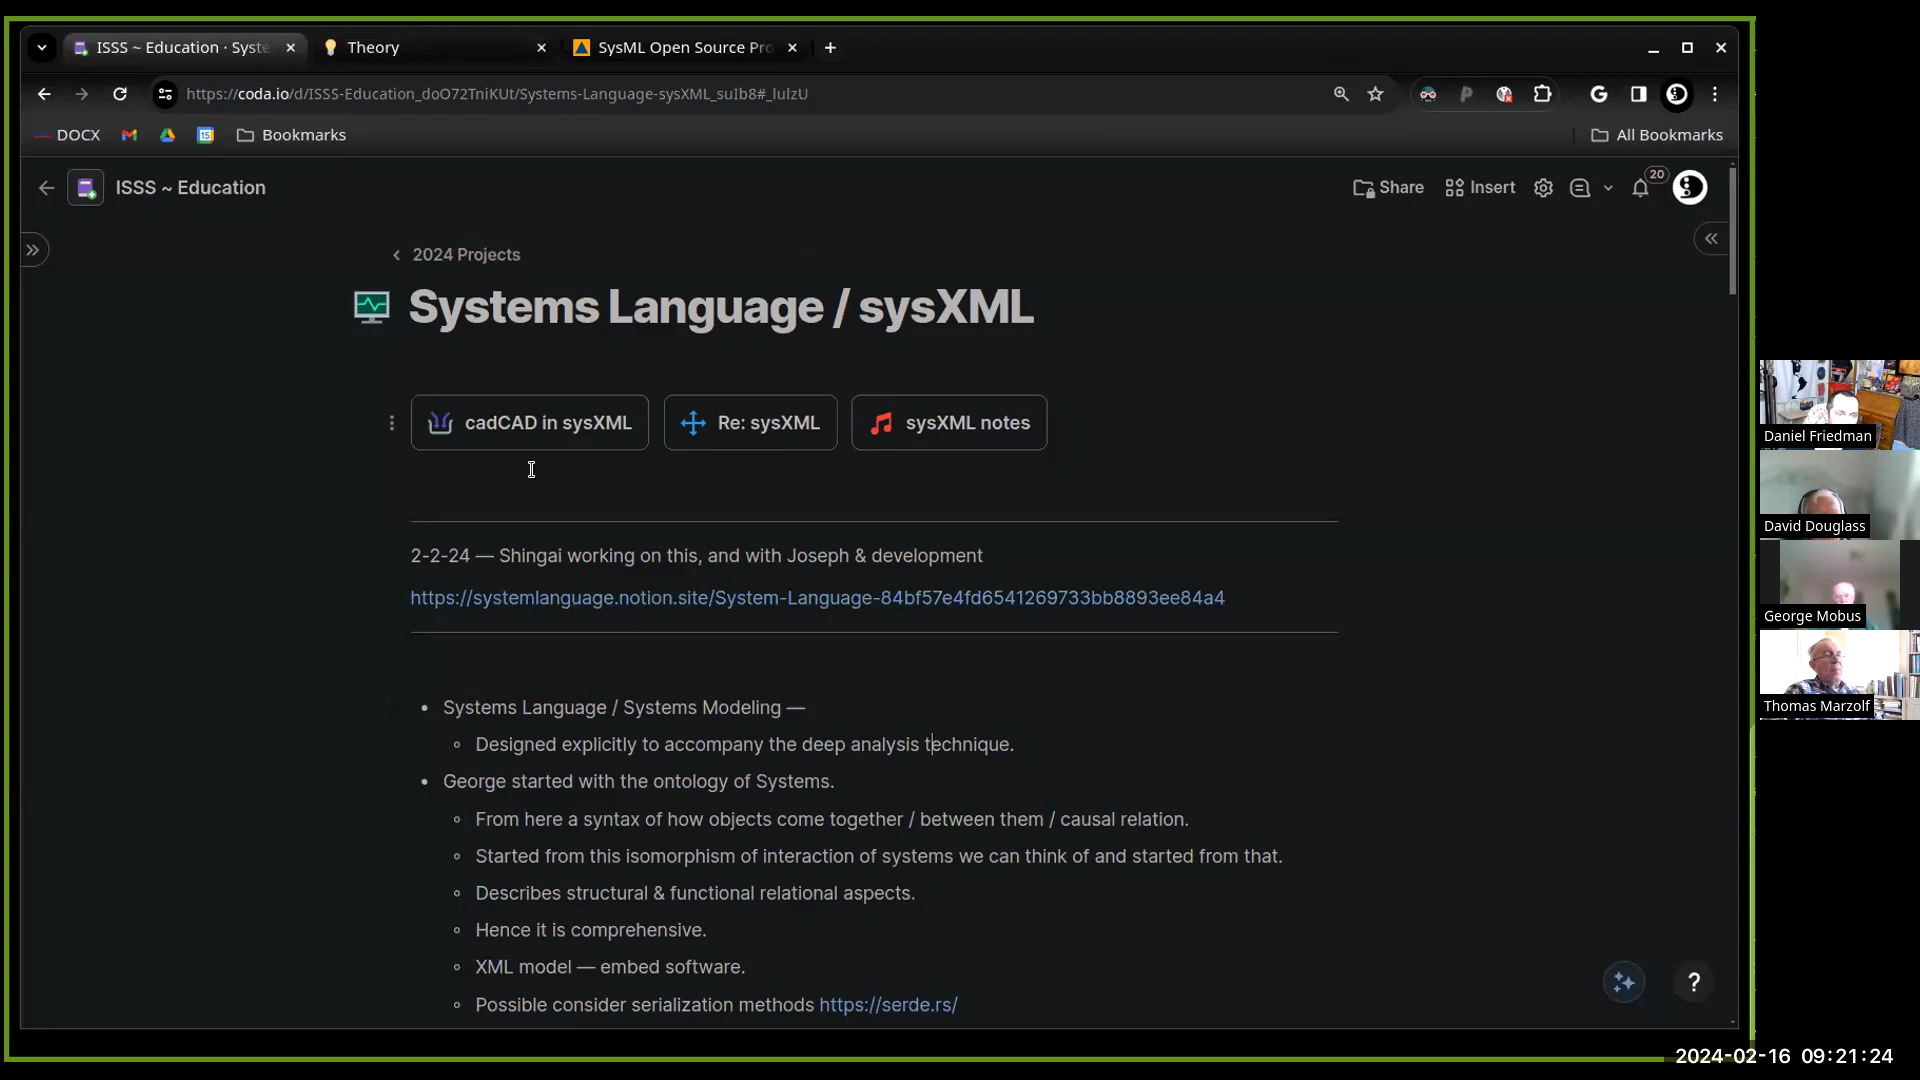 ISSS ~ Education · Syste
Theory
SysML Open Source Pro
https://coda.io/d/ISSS-Education_doO72TniKUt/Systems-Language-sysXML_suIb8#_lulzU
DOCX
Bookmarks
All Bookmarks
ISSS ~ Education
Share
Insert
20
2024 Projects
Systems Language / sysXML
cadCAD in sysXML
Re: sysXML
sysXML notes
2-2-24 — Shingai working on this, and with Joseph & development
https://systemlanguage.notion.site/System-Language-84bf57e4fd6541269733bb8893ee84a4
Systems Language / Systems Modeling —
Designed explicitly to accompany the deep analysis technique.
George started with the ontology of Systems.
From here a syntax of how objects come together / between them / causal relation.
Started from this isomorphism of interaction of systems we can think of and started from that.
Describes structural & functional relational aspects.
Hence it is comprehensive.
XML model — embed software.
Possible consider serialization methods https://serde.rs/
Daniel Friedman
David Douglass
George Mobus
Thomas Marzolf
2024-02-16 09:21:24